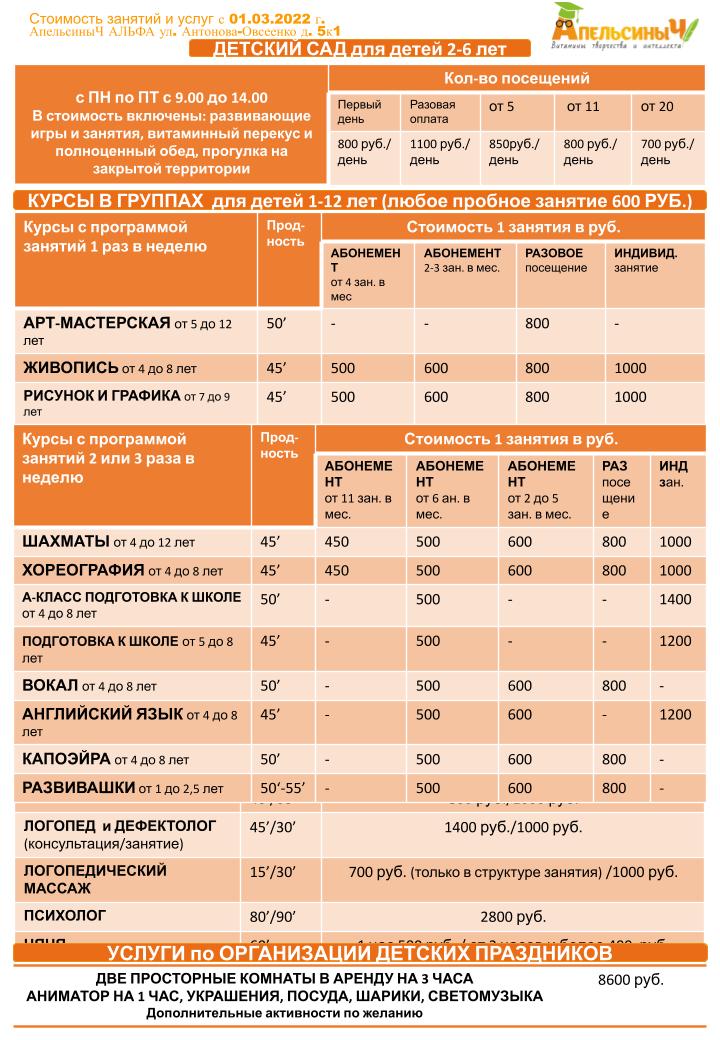 Стоимость занятий и услуг с 01.03.2022 г.
АпельсиныЧ АЛЬФА ул. Антонова-Овсеенко д. 5к1
АпельсиныЧ
Витамины творчества и интеллекта
ДЕТСКИЙ САД для детей 2-6 лет
с ПН по ПТ с 9.00 до 14.00
В стоимость включены: развивающие
игры и занятия, витаминный перекус и
полноценный обед, прогулка на
закрытой территории
Кол-во посещений
Первый день | Разовая оплата | от 5 | от 11 | от 20
800 руб./день | 1100 руб./день | 850руб./день | 800 руб./день | 700 руб./день
КУРСЫ В ГРУППАХ для детей 1-12 лет (любое пробное занятие 600 РУБ.)
Курсы с программой занятий 1 раз в неделю | Прод-ность | Стоимость 1 занятия в руб.
АБОНЕМЕНТ от 4 зан. в мес | АБОНЕМЕНТ 2-3 зан. в мес. | РАЗОВОЕ посещение | ИНДИВИД. занятие
АРТ-МАСТЕРСКАЯ от 5 до 12 лет | 50’ | - | - | 800 | -
ЖИВОПИСЬ от 4 до 8 лет | 45’ | 500 | 600 | 800 | 1000
РИСУНОК И ГРАФИКА от 7 до 9 лет | 45’ | 500 | 600 | 800 | 1000
Курсы с программой занятий 2 или 3 раза в неделю | Прод-ность | Стоимость 1 занятия в руб.
АБОНЕМЕНТ от 11 зан. в мес. | АБОНЕМЕНТ от 6 ан. в мес. | АБОНЕМЕНТ от 2 до 5 зан. в мес. | РАЗ посещение | ИНД зан.
ШАХМАТЫ от 4 до 12 лет | 45’ | 450 | 500 | 600 | 800 | 1000
ХОРЕОГРАФИЯ от 4 до 8 лет | 45’ | 450 | 500 | 600 | 800 | 1000
А-КЛАСС ПОДГОТОВКА К ШКОЛЕ от 4 до 8 лет | 50’ | - | 500 | - | - | 1400
ПОДГОТОВКА К ШКОЛЕ от 5 до 8 лет | 45’ | - | 500 | - | - | 1200
ВОКАЛ от 4 до 8 лет | 50’ | - | 500 | 600 | 800 | -
АНГЛИЙСКИЙ ЯЗЫК от 4 до 8 лет | 45’ | - | 500 | 600 | - | 1200
КАПОЭЙРА от 4 до 8 лет | 50’ | - | 500 | 600 | 800 | -
РАЗВИВАШКИ от 1 до 2,5 лет | 50’-55’ | - | 500 | 600 | 800 | -
ЛОГОПЕД и ДЕФЕКТОЛОГ (консультация/занятие) | 45’/30’ | 1400 руб./1000 руб.
ЛОГОПЕДИЧЕСКИЙ МАССАЖ | 15’/30’ | 700 руб. (только в структуре занятия) /1000 руб.
ПСИХОЛОГ | 80’/90’ | 2800 руб.
УСЛУГИ по ОРГАНИЗАЦИИ ДЕТСКИХ ПРАЗДНИКОВ
ДВЕ ПРОСТОРНЫЕ КОМНАТЫ В АРЕНДУ НА 3 ЧАСА | 8600 руб.
АНИМАТОР НА 1 ЧАС, УКРАШЕНИЯ, ПОСУДА, ШАРИКИ, СВЕТОМУЗЫКА
Дополнительные активности по желанию